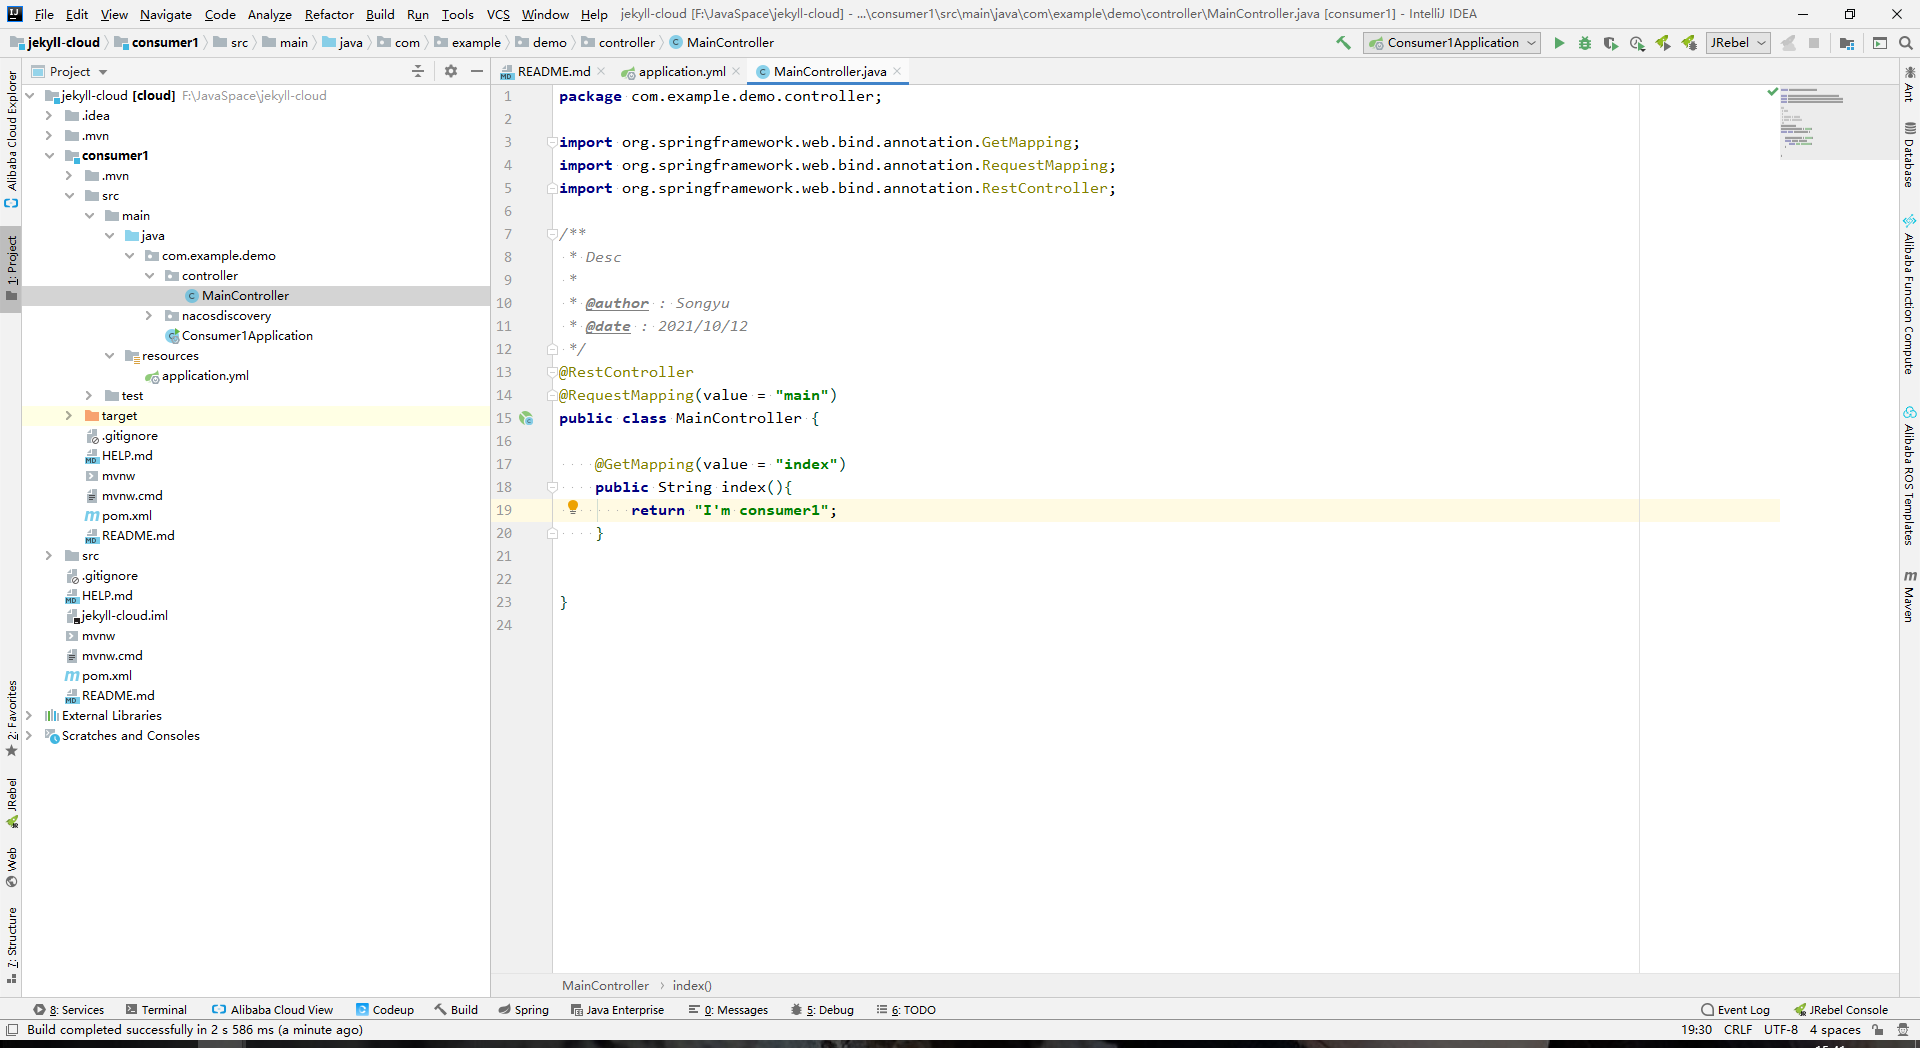 File Edit View Navigate Code Analyze Refactor Build Run Tools VCS Window Help jekyll-cloud [F:\JavaSpace\jekyll-cloud] - ...\consumer1\src\main\java\com\example\demo\controller\MainController.java [consumer1] - IntelliJ IDEA
jekyll-cloud consumer1 src main java com example demo controller MainController Consumer1Application JRebel
Project README.md application.yml MainController.java
Alibaba Cloud Explorer
1: Project
2: Favorites
JRebel
Web
7: Structure
jekyll-cloud [cloud] F:\JavaSpace\jekyll-cloud
.idea
.mvn
consumer1
.mvn
src
main
java
com.example.demo
controller
MainController
nacosdiscovery
Consumer1Application
resources
application.yml
test
target
.gitignore
HELP.md
mvnw
mvnw.cmd
pom.xml
README.md
src
.gitignore
HELP.md
jekyll-cloud.iml
mvnw
mvnw.cmd
pom.xml
README.md
External Libraries
Scratches and Consoles
1 package com.example.demo.controller;
2
3 import org.springframework.web.bind.annotation.GetMapping;
4 import org.springframework.web.bind.annotation.RequestMapping;
5 import org.springframework.web.bind.annotation.RestController;
6
7 /**
8 * Desc
9 *
10 * @author : Songyu
11 * @date : 2021/10/12
12 */
13 @RestController
14 @RequestMapping(value = "main")
15 public class MainController {
16
17 @GetMapping(value = "index")
18 public String index(){
19 return "I'm consumer1";
20 }
21
22
23 }
24
Ant
Database
Alibaba Function Compute
Alibaba ROS Templates
Maven
MainController index()
8: Services Terminal Alibaba Cloud View Codeup Build Spring Java Enterprise 0: Messages 5: Debug 6: TODO Event Log JRebel Console
Build completed successfully in 2 s 586 ms (a minute ago) 19:30 CRLF UTF-8 4 spaces